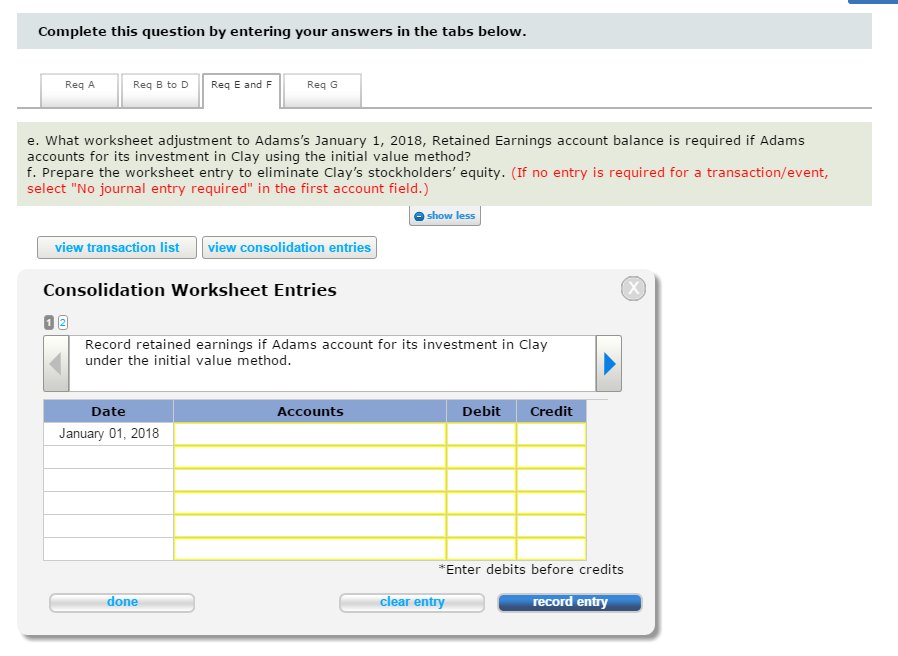 Complete this question by entering your answers in the tabs below.
Req A
Req B to D
Req E and F
Req G
e. What worksheet adjustment to Adams's January 1, 2018, Retained Earnings account balance is required if Adams
accounts for its investment in Clay using the initial value method?
f. Prepare the worksheet entry to eliminate Clay's stockholders' equity. (If no entry is required for a transaction/event,
select "No journal entry required" in the first account field.)
show less
view transaction list
view consolidation entries
Consolidation Worksheet Entries
X
1 2
Record retained earnings if Adams account for its investment in Clay
under the initial value method.
Date Accounts Debit Credit
January 01, 2018
*Enter debits before credits
done
clear entry
record entry